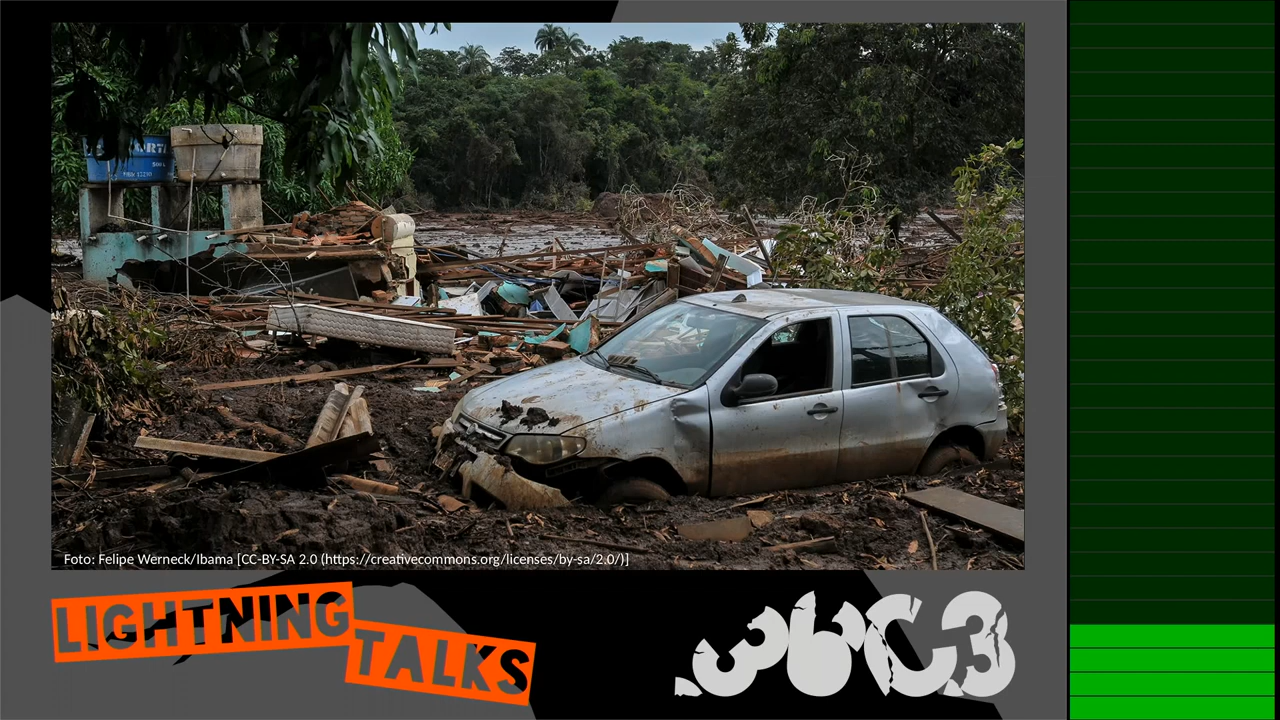 500L
Foto: Felipe Werneck/Ibama [CC-BY-SA 2.0 (https://creativecommons.org/licenses/by-sa/2.0/)]
LIGHTNING
TALKS
36C3